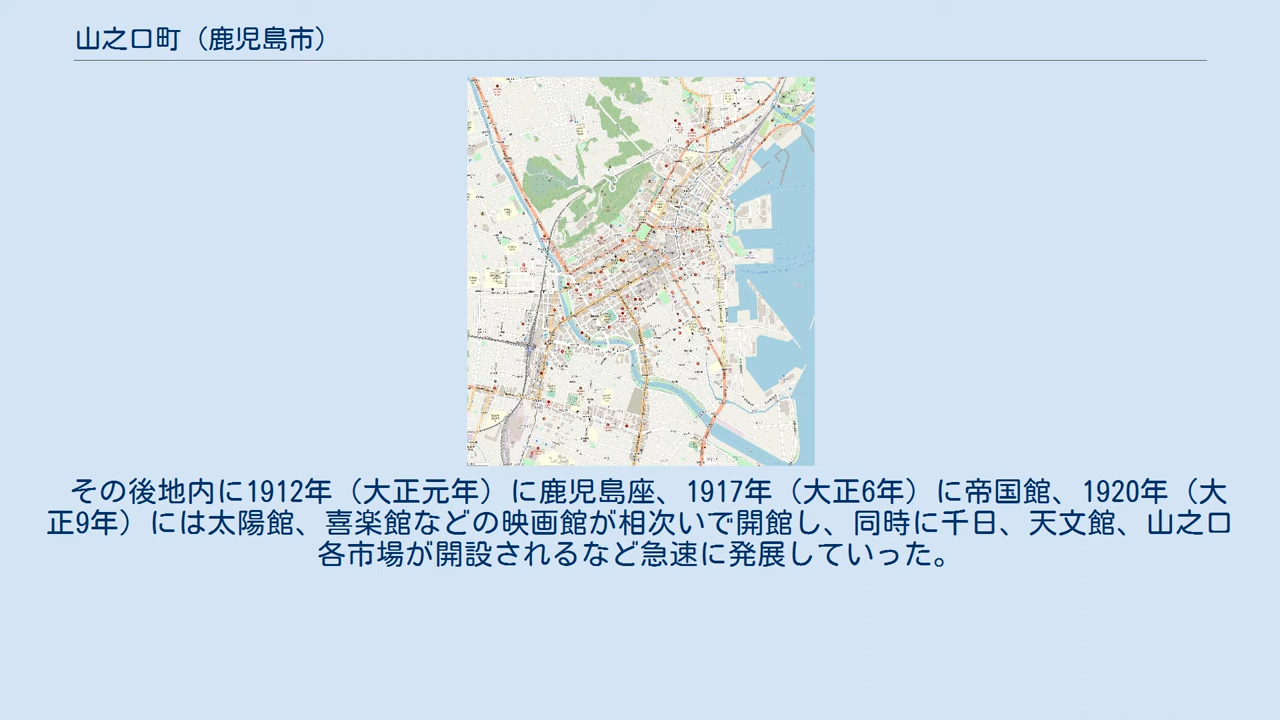 山之口町（鹿児島市）
その後地内に1912年（大正元年）に鹿児島座、1917年（大正6年）に帝国館、1920年（大
正9年）には太陽館、喜楽館などの映画館が相次いで開館し、同時に千日、天文館、山之口
各市場が開設されるなど急速に発展していった。